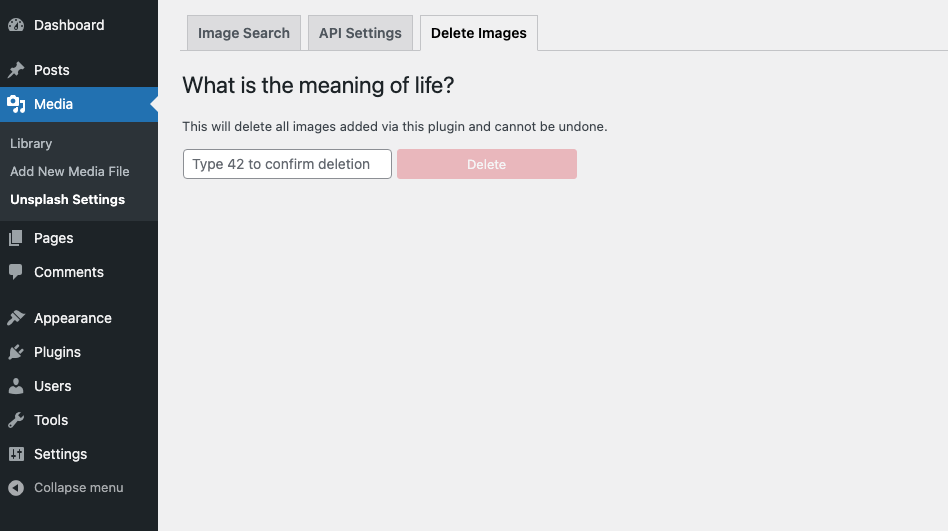 Dashboard
Posts
Media
Library
Add New Media File
Unsplash Settings
Pages
Comments
Appearance
Plugins
Users
Tools
Settings
Collapse menu
Image Search API Settings Delete Images
What is the meaning of life?
This will delete all images added via this plugin and cannot be undone.
Type 42 to confirm deletion Delete